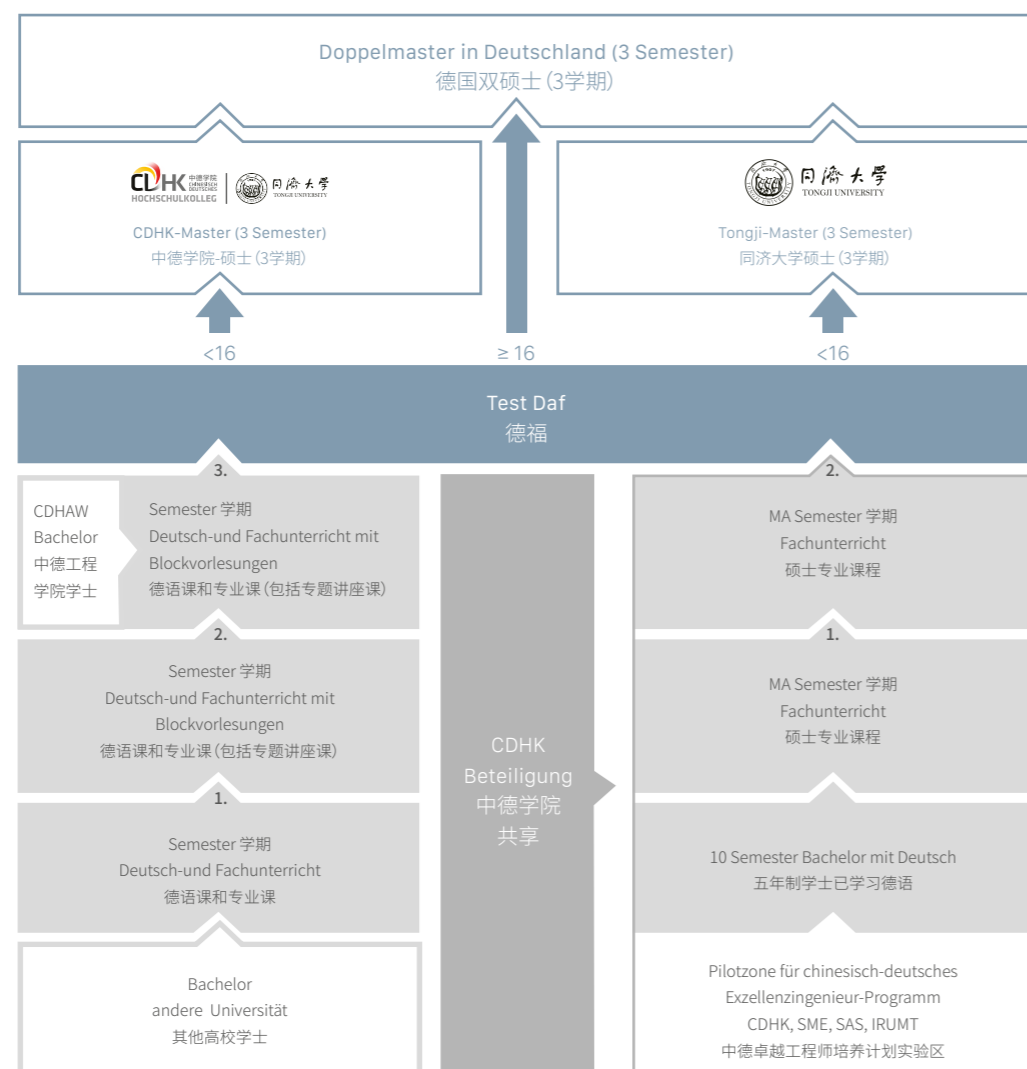 Doppelmaster in Deutschland (3 Semester)
德国双硕士 (3学期)
CDHK 中德学院
CHINESISCH
DEUTSCHES
HOCHSCHULKOLLEG
同濟大學
TONGJI UNIVERSITY
CDHK-Master (3 Semester)
中德学院-硕士 (3学期)
同濟大學
TONGJI UNIVERSITY
Tongji-Master (3 Semester)
同济大学硕士 (3学期)
<16
≥ 16
<16
Test Daf
德福
3.
CDHAW
Bachelor
中德工程
学院学士
Semester 学期
Deutsch-und Fachunterricht mit
Blockvorlesungen
德语课和专业课 (包括专题讲座课)
2.
Semester 学期
Deutsch-und Fachunterricht mit
Blockvorlesungen
德语课和专业课 (包括专题讲座课)
1.
Semester 学期
Deutsch-und Fachunterricht
德语课和专业课
Bachelor
andere Universität
其他高校学士
CDHK
Beteiligung
中德学院
共享
2.
MA Semester 学期
Fachunterricht
硕士专业课程
1.
MA Semester 学期
Fachunterricht
硕士专业课程
10 Semester Bachelor mit Deutsch
五年制学士已学习德语
Pilotzone für chinesisch-deutsches
Exzellenzingenieur-Programm
CDHK, SME, SAS, IRUMT
中德卓越工程师培养计划实验区